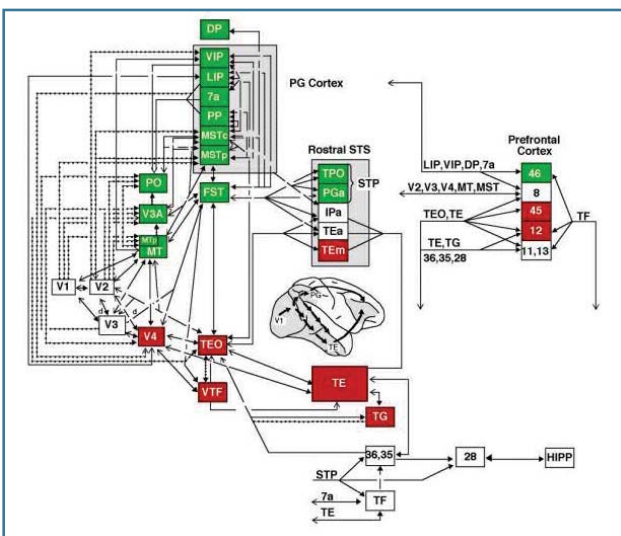 DP
VIP
LIP
7a
PP
MSTc
MSTp
PG Cortex
Rostral STS
TPO
PGa
STP
IPa
TEa
TEm
Prefrontal
Cortex
LIP,VIP,DP,7a
46
V2,V3,V4,MT,MST
8
TEO,TE
45
12
TF
TE,TG
36,35,28
11,13
PO
FST
V3A
MTp
MT
V1
V2
d
d
V3
V4
TEO
VTF
PG
V1
TE
TE
TG
36,35
28
HIPP
STP
7a
TF
TE